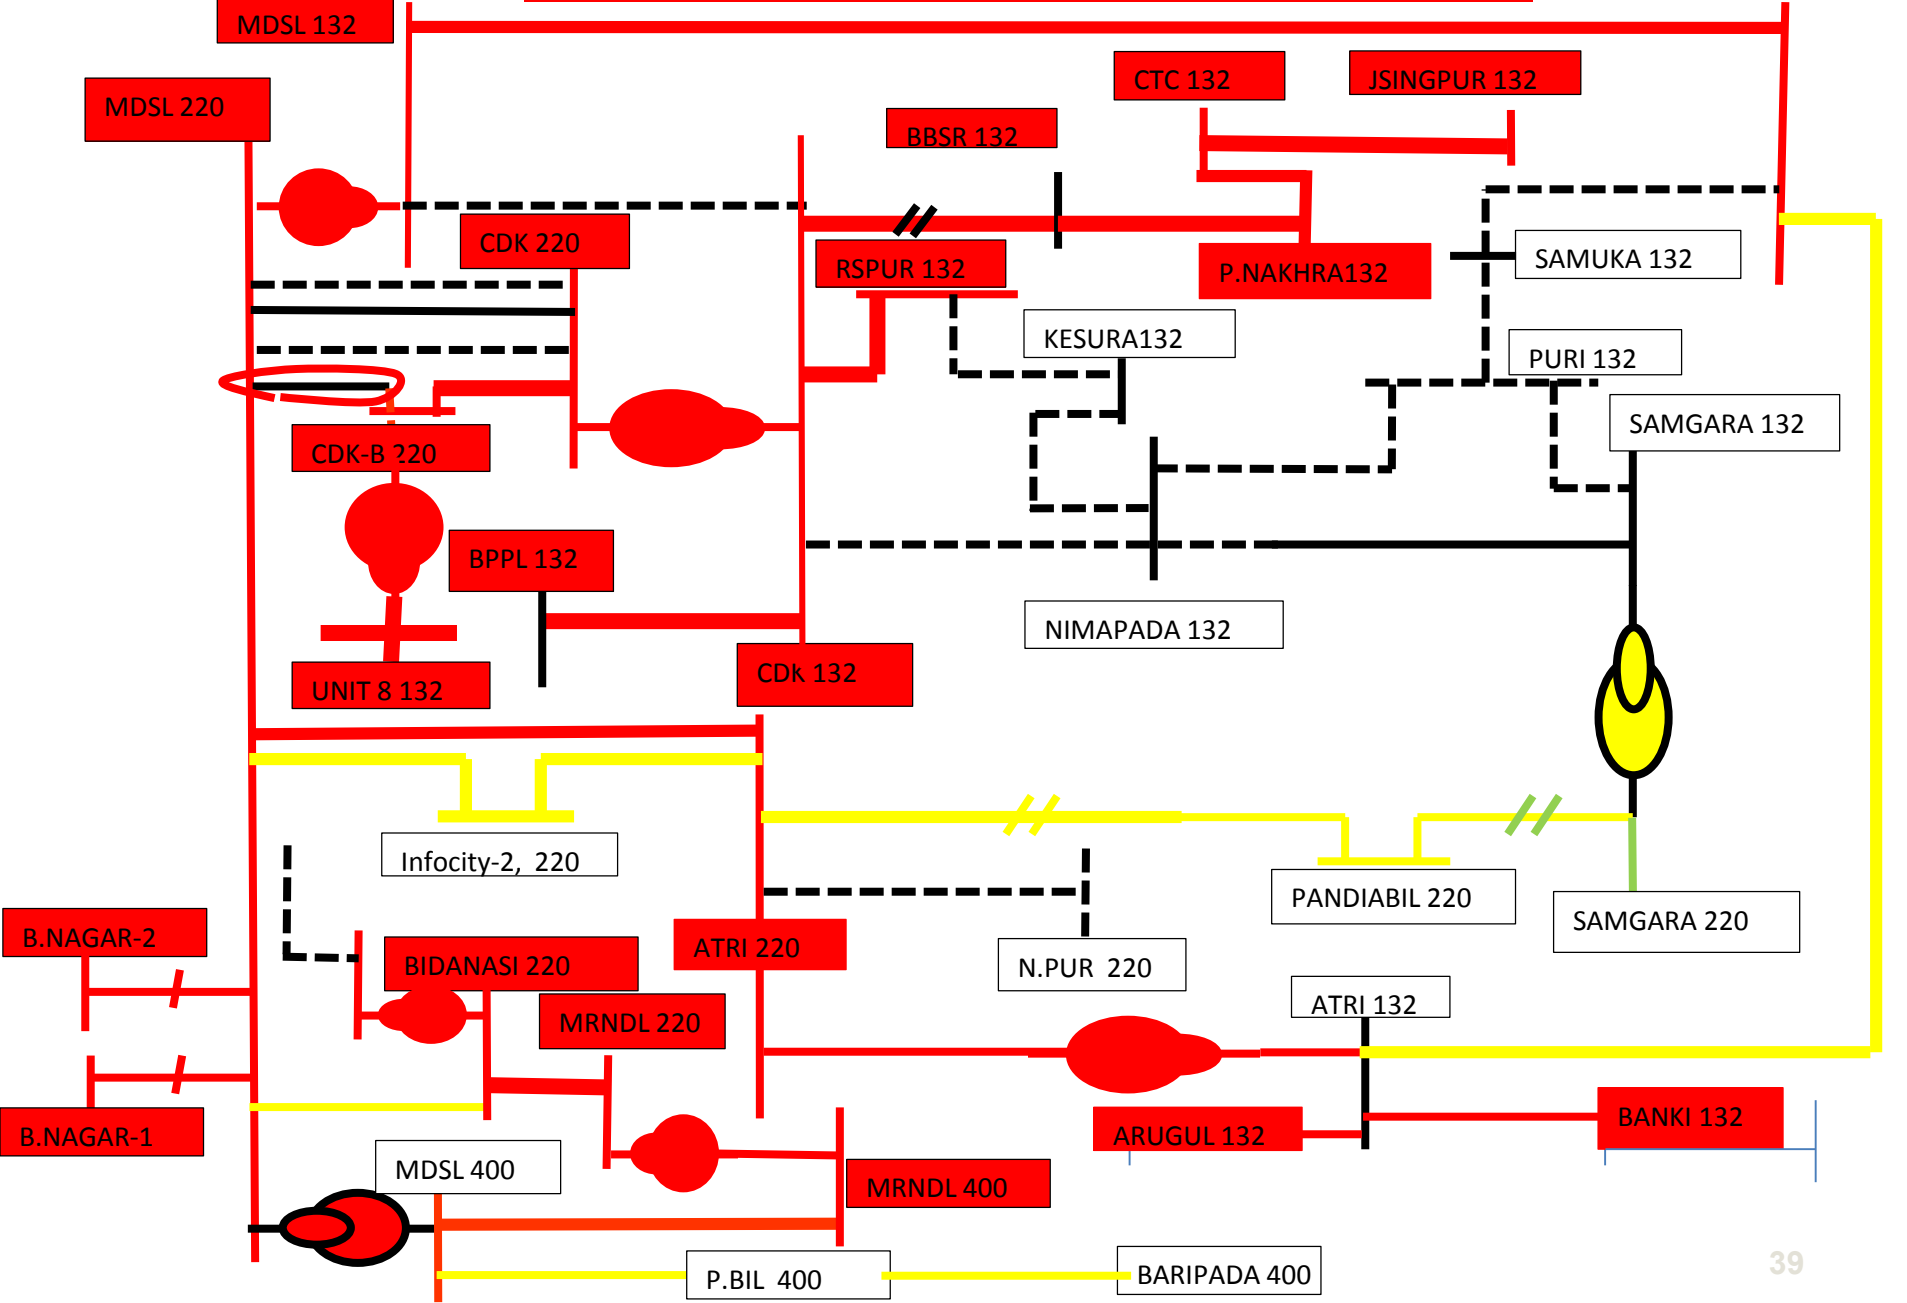 MDSL 132
CTC 132
JSINGPUR 132
MDSL 220
BBSR 132
CDK 220
RSPUR 132
P.NAKHRA132
SAMUKA 132
KESURA132
PURI 132
SAMGARA 132
CDK-B 220
BPPL 132
NIMAPADA 132
CDk 132
UNIT 8 132
Infocity-2, 220
PANDIABIL 220
SAMGARA 220
B.NAGAR-2
BIDANASI 220
ATRI 220
N.PUR 220
ATRI 132
MRNDL 220
B.NAGAR-1
ARUGUL 132
BANKI 132
MDSL 400
MRNDL 400
P.BIL 400
BARIPADA 400
39